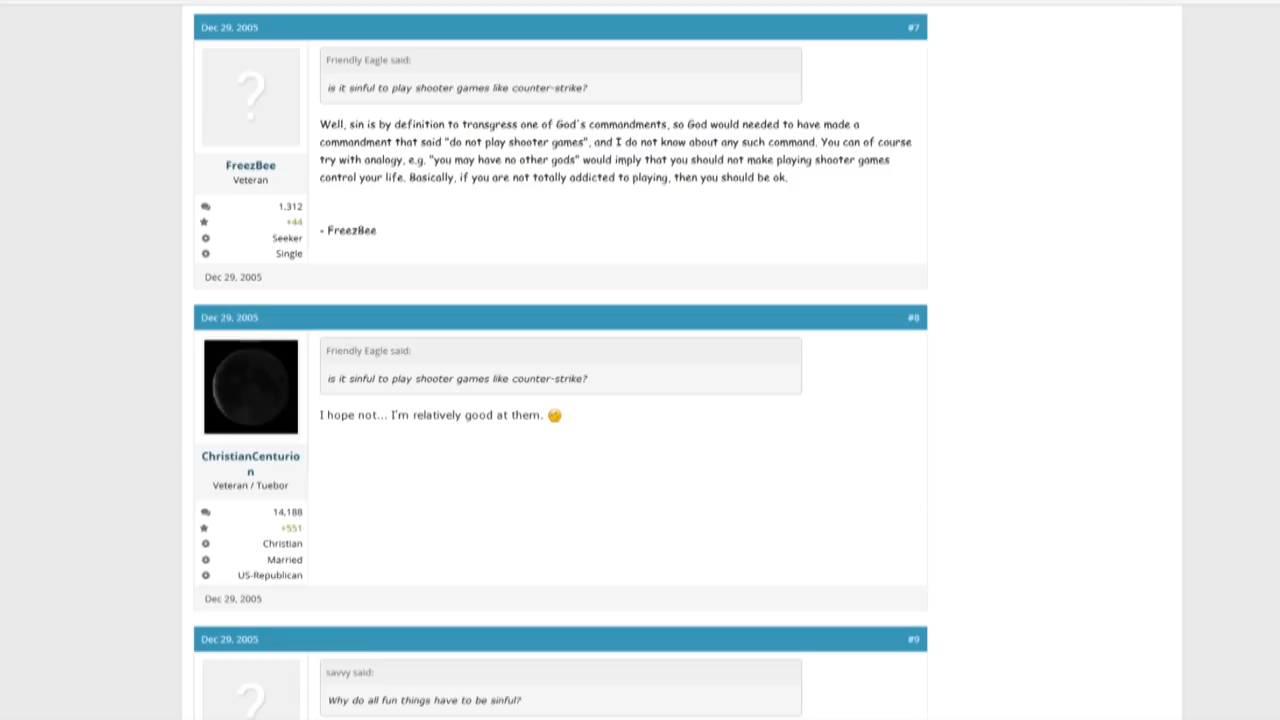 Dec 29, 2005 #7
Friendly Eagle said:
is it sinful to play shooter games like counter-strike?
Well, sin is by definition to transgress one of God's commandments, so God would needed to have made a
commandment that said "do not play shooter games", and I do not know about any such command. You can of course
try with analogy, e.g. "you may have no other gods" would imply that you should not make playing shooter games
control your life. Basically, if you are not totally addicted to playing, then you should be ok.
- FreezBee
FreezBee
Veteran
1,312
+44
Seeker
Single
Dec 29, 2005
Dec 29, 2005 #8
Friendly Eagle said:
is it sinful to play shooter games like counter-strike?
I hope not... I'm relatively good at them.
ChristianCenturio
n
Veteran / Tuebor
14,188
+551
Christian
Married
US-Republican
Dec 29, 2005
Dec 29, 2005 #9
savvy said:
Why do all fun things have to be sinful?